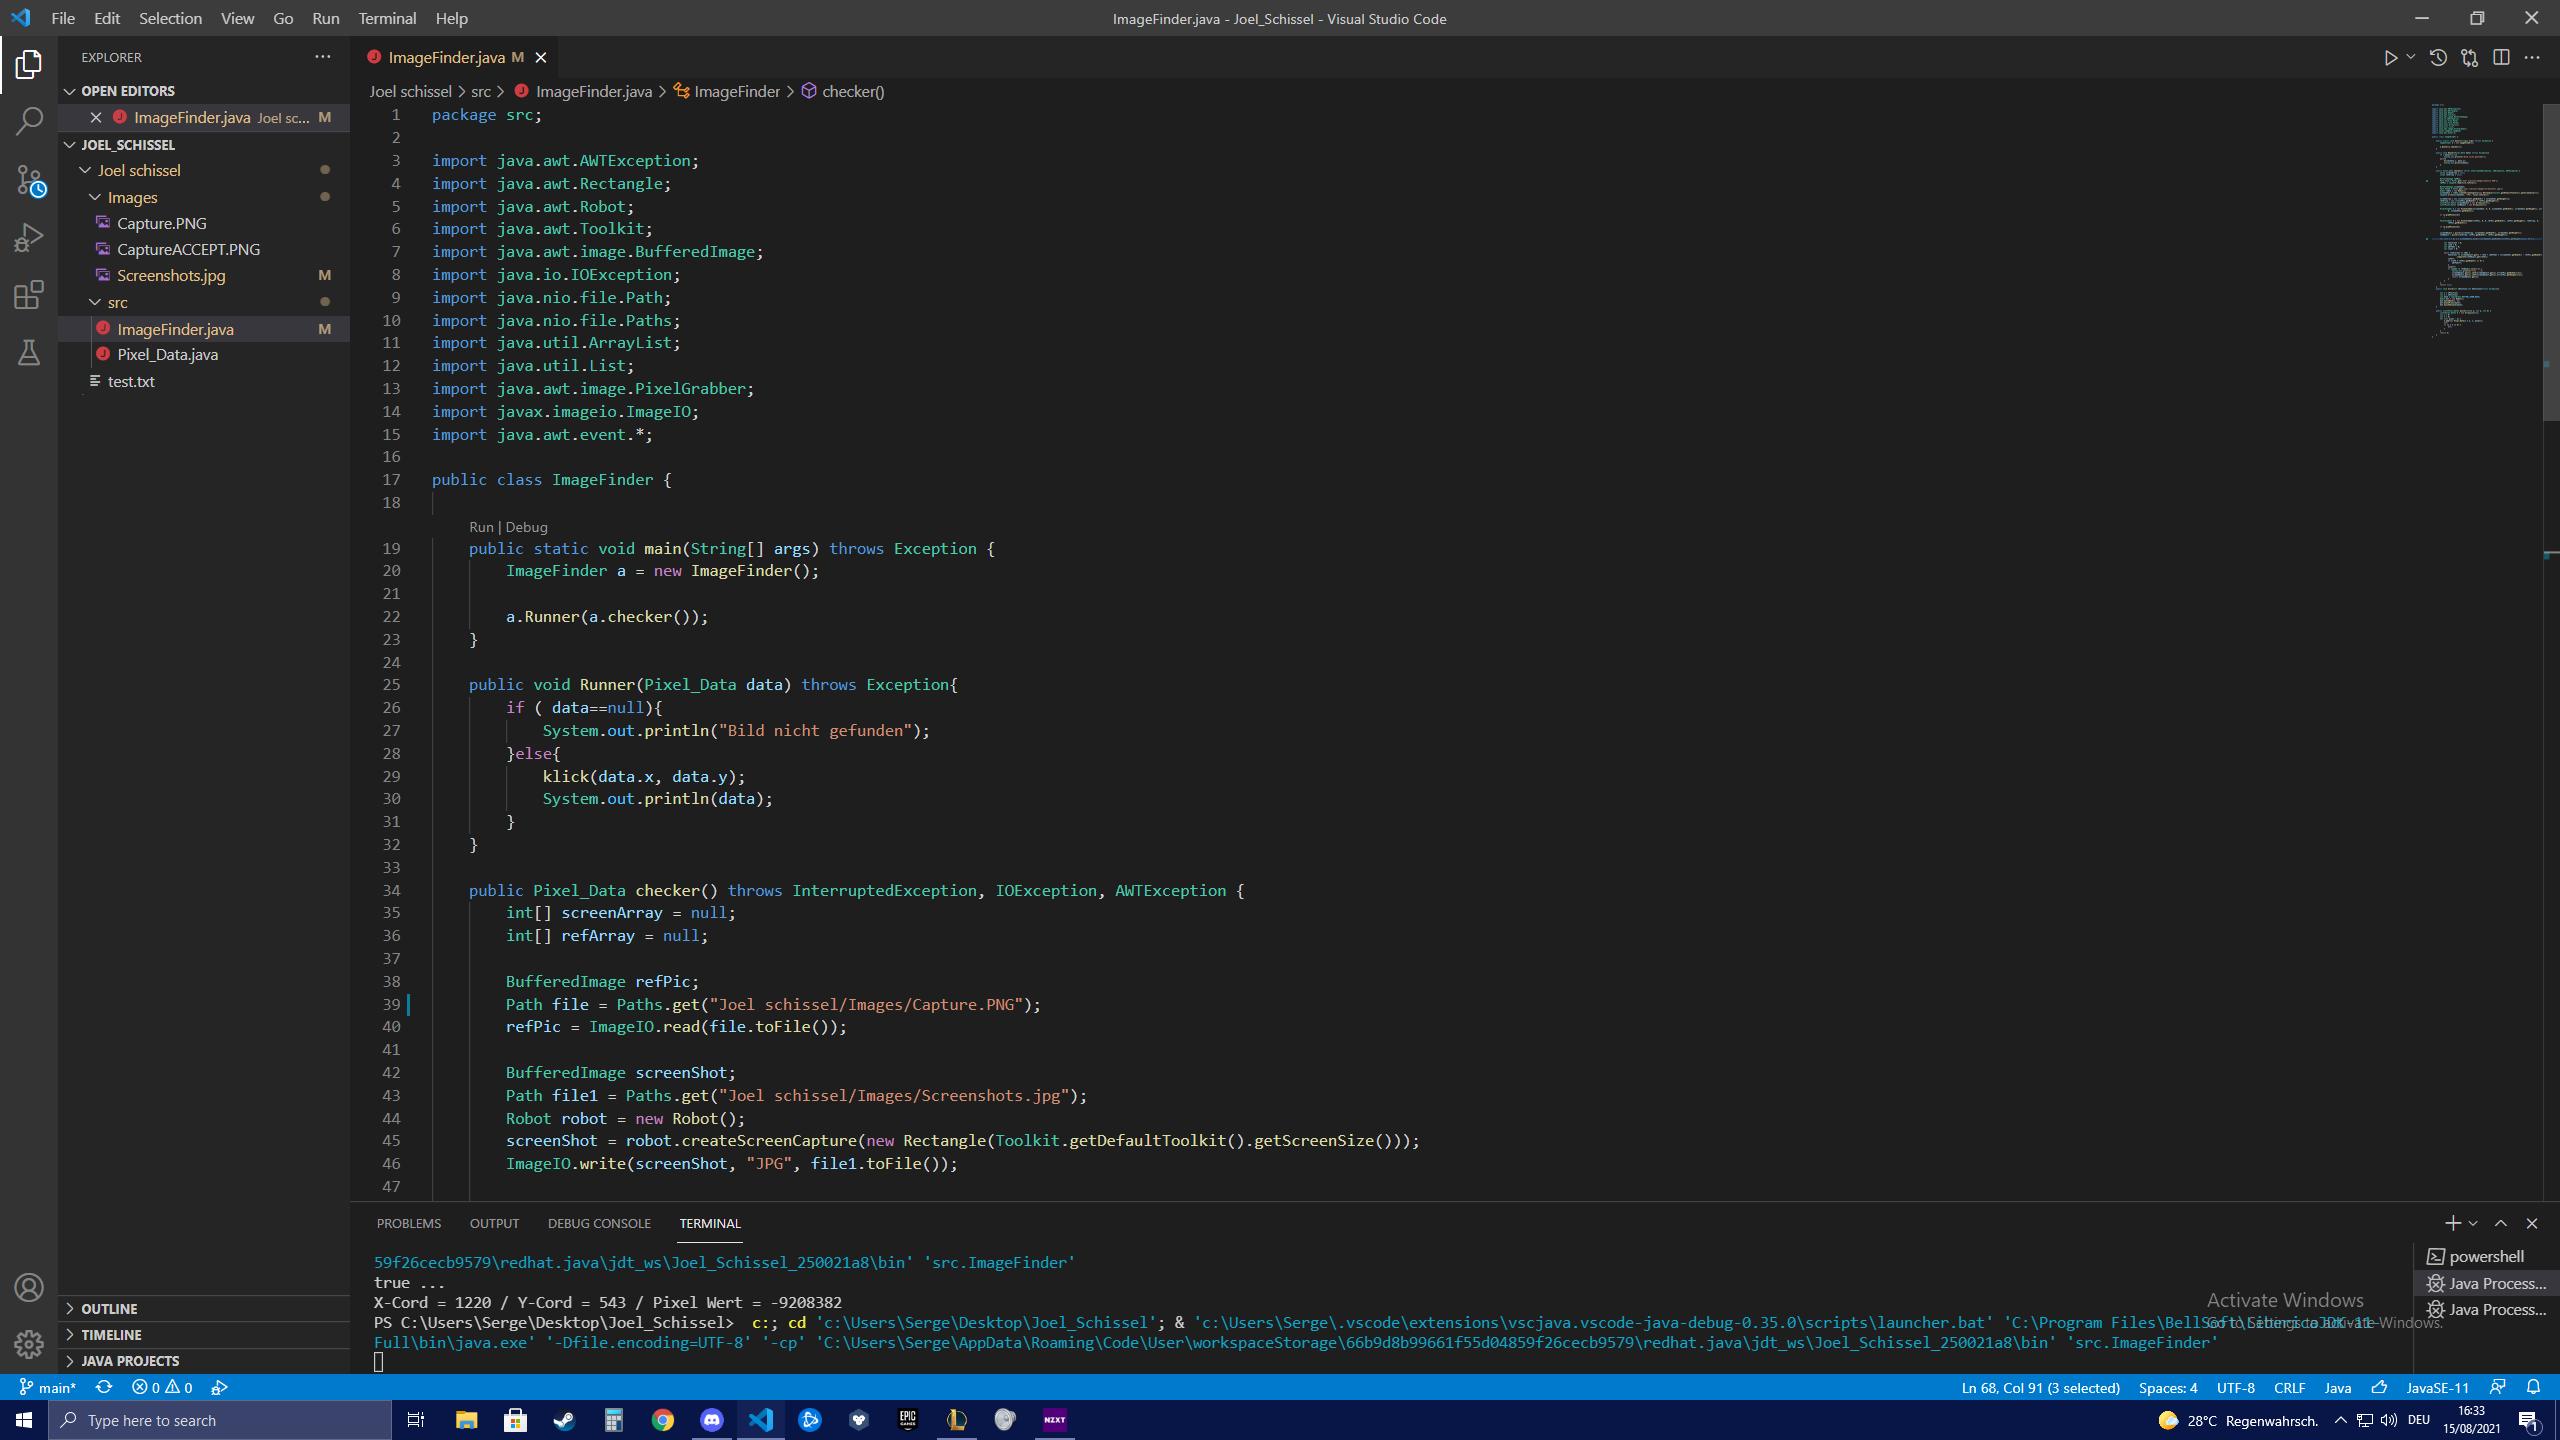 File Edit Selection View Go Run Terminal Help
ImageFinder.java - Joel_Schissel - Visual Studio Code
EXPLORER
OPEN EDITORS
ImageFinder.java Joel sc... M
JOEL_SCHISSEL
Joel schissel
Images
Capture.PNG
CaptureACCEPT.PNG
Screenshots.jpg M
src
ImageFinder.java M
Pixel_Data.java
test.txt
OUTLINE
TIMELINE
JAVA PROJECTS
ImageFinder.java M
Joel schissel > src > ImageFinder.java > ImageFinder > checker()
1 package src;
2
3 import java.awt.AWTException;
4 import java.awt.Rectangle;
5 import java.awt.Robot;
6 import java.awt.Toolkit;
7 import java.awt.image.BufferedImage;
8 import java.io.IOException;
9 import java.nio.file.Path;
10 import java.nio.file.Paths;
11 import java.util.ArrayList;
12 import java.util.List;
13 import java.awt.image.PixelGrabber;
14 import javax.imageio.ImageIO;
15 import java.awt.event.*;
16
17 public class ImageFinder {
18
Run | Debug
19 public static void main(String[] args) throws Exception {
20 ImageFinder a = new ImageFinder();
21
22 a.Runner(a.checker());
23 }
24
25 public void Runner(Pixel_Data data) throws Exception{
26 if ( data==null){
27 System.out.println("Bild nicht gefunden");
28 }else{
29 klick(data.x, data.y);
30 System.out.println(data);
31 }
32 }
33
34 public Pixel_Data checker() throws InterruptedException, IOException, AWTException {
35 int[] screenArray = null;
36 int[] refArray = null;
37
38 BufferedImage refPic;
39 Path file = Paths.get("Joel schissel/Images/Capture.PNG");
40 refPic = ImageIO.read(file.toFile());
41
42 BufferedImage screenShot;
43 Path file1 = Paths.get("Joel schissel/Images/Screenshots.jpg");
44 Robot robot = new Robot();
45 screenShot = robot.createScreenCapture(new Rectangle(Toolkit.getDefaultToolkit().getScreenSize()));
46 ImageIO.write(screenShot, "JPG", file1.toFile());
47
PROBLEMS OUTPUT DEBUG CONSOLE TERMINAL
59f26cecb9579\redhat.java\jdt_ws\Joel_Schissel_250021a8\bin' 'src.ImageFinder'
true ...
X-Cord = 1220 / Y-Cord = 543 / Pixel Wert = -9208382
PS C:\Users\Serge\Desktop\Joel_Schissel> c:; cd 'c:\Users\Serge\Desktop\Joel_Schissel'; & 'c:\Users\Serge\.vscode\extensions\vscjava.vscode-java-debug-0.35.0\scripts\launcher.bat' 'C:\Program Files\BellSoft\LibericaJDK-11-
Full\bin\java.exe' '-Dfile.encoding=UTF-8' '-cp' 'C:\Users\Serge\AppData\Roaming\Code\User\workspaceStorage\66b9d8b99661f55d04859f26cecb9579\redhat.java\jdt_ws\Joel_Schissel_250021a8\bin' 'src.ImageFinder'
powershell
Java Process...
Java Process...
Activate Windows
Go to Settings to activate Windows.
main* 0 0
Ln 68, Col 91 (3 selected) Spaces: 4 UTF-8 CRLF Java JavaSE-11
Type here to search
EPIC GAMES
NZXT
28°C Regenwahrsch.
DEU
16:33
15/08/2021
1